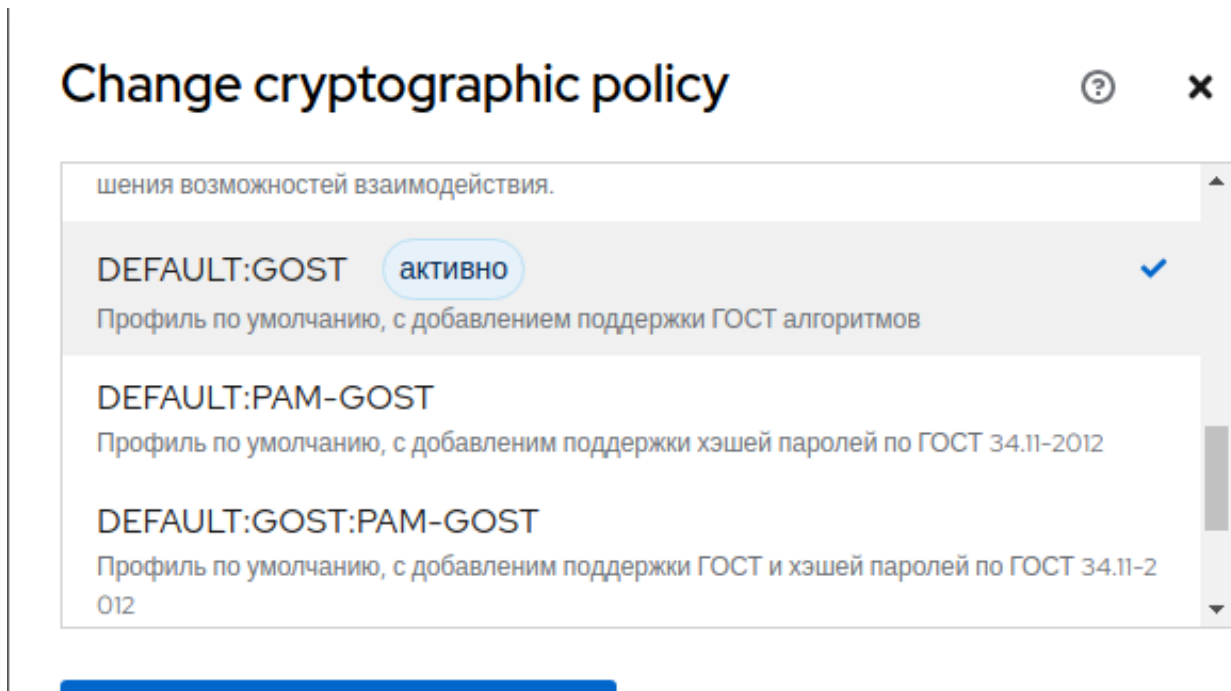 Change cryptographic policy
шения возможностей взаимодействия.
DEFAULT:GOST активно
Профиль по умолчанию, с добавлением поддержки ГОСТ алгоритмов
DEFAULT:PAM-GOST
Профиль по умолчанию, с добавленим поддержки хэшей паролей по ГОСТ 34.11-2012
DEFAULT:GOST:PAM-GOST
Профиль по умолчанию, с добавленим поддержки ГОСТ и хэшей паролей по ГОСТ 34.11-2
012